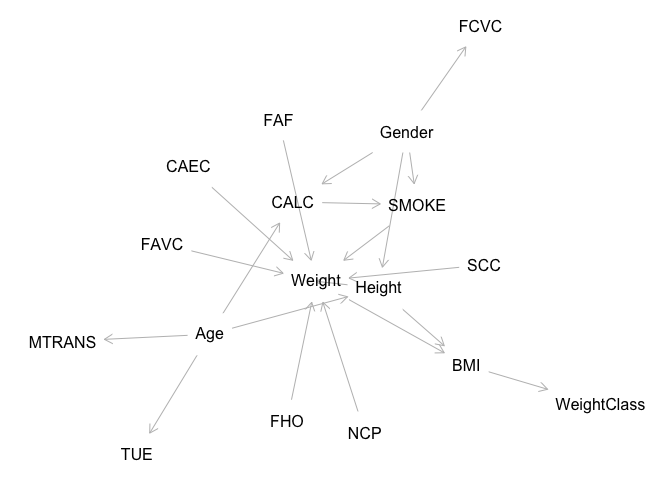 FCVC
FAF
Gender
CAEC
CALC
SMOKE
FAVC
SCC
Weight
Height
Age
MTRANS
BMI
WeightClass
FHO
NCP
TUE